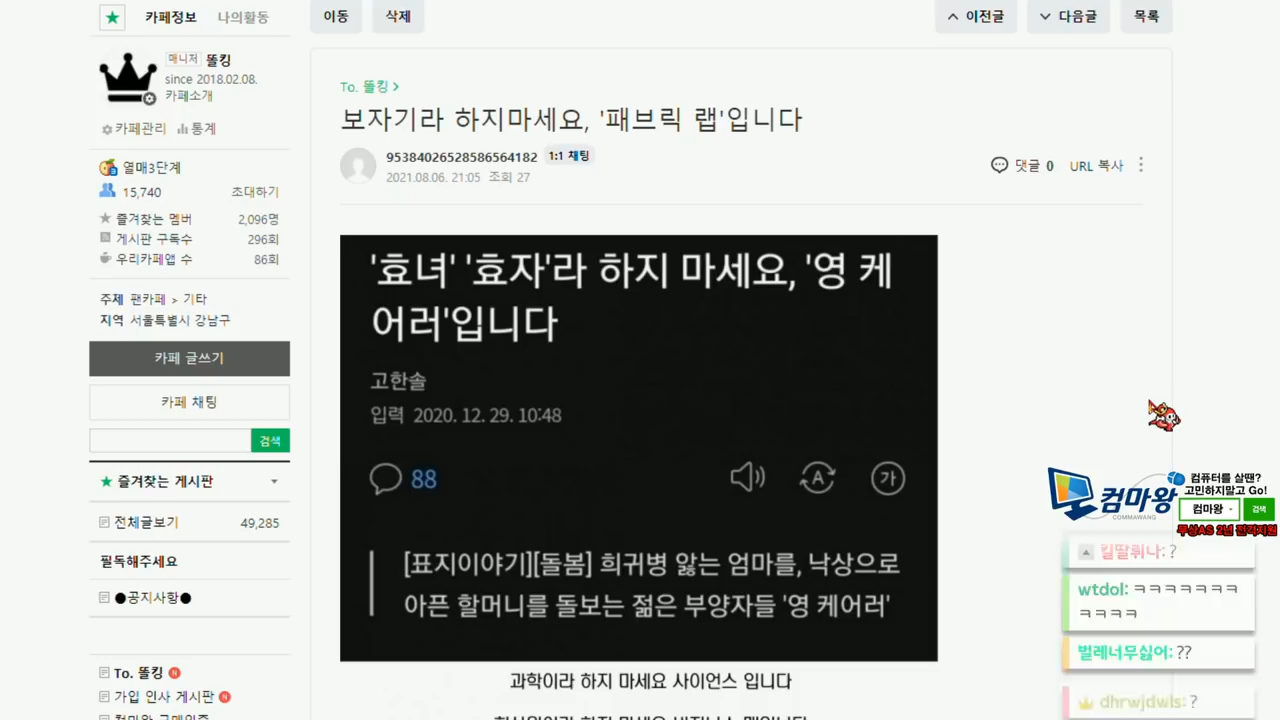 카페정보 나의활동
매니저 똘킹
since 2018.02.08.
카페소개
카페관리 통계
열매3단계
15,740 초대하기
즐겨찾는 멤버 2,096명
게시판 구독수 296회
우리카페앱 수 86회
주제 팬카페 > 기타
지역 서울특별시 강남구
카페 글쓰기
카페 채팅
검색
즐겨찾는 게시판
전체글보기 49,285
필독해주세요
●공지사항●
To. 똘킹 N
가입 인사 게시판 N
이동 삭제 이전글 다음글 목록
To. 똘킹 >
보자기라 하지마세요, '패브릭 랩'입니다
95384026528586564182 1:1 채팅
2021.08.06. 21:05 조회 27
댓글 0 URL 복사
'효녀' '효자'라 하지 마세요, '영 케
어러'입니다
고한솔
입력 2020. 12. 29. 10:48
88 A 가
[표지이야기][돌봄] 희귀병 앓는 엄마를, 낙상으로
아픈 할머니를 돌보는 젊은 부양자들 '영 케어러'
과학이라 하지 마세요 사이언스 입니다
컴마왕
COMMAWANG
컴퓨터를 살땐?
고민하지말고 Go!
컴마왕 검색
무상AS 2년 전격지원
킬딸뤼나: ?
wtdol: ㅋㅋㅋㅋㅋㅋㅋ
ㅋㅋㅋㅋ
벌레너무싫어: ??
dhrwjdwls: ?